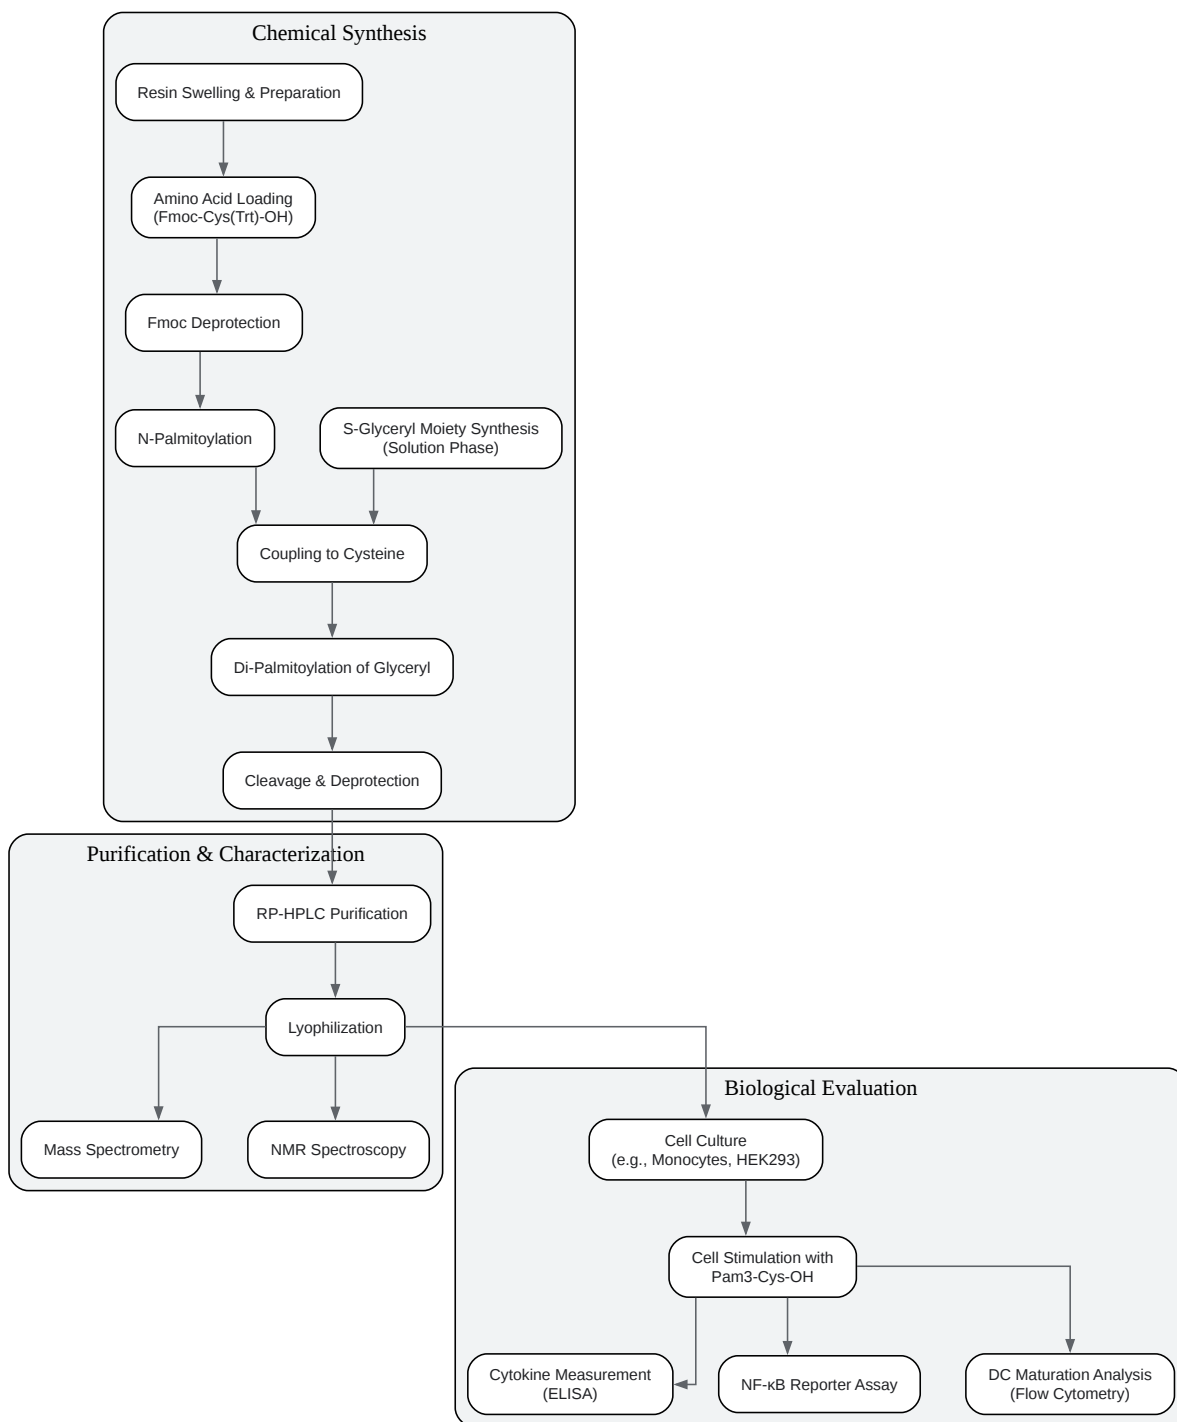 Chemical Synthesis
Resin Swelling & Preparation
Amino Acid Loading
(Fmoc-Cys(Trt)-OH)
Fmoc Deprotection
N-Palmitoylation
S-Glyceryl Moiety Synthesis
(Solution Phase)
Coupling to Cysteine
Di-Palmitoylation of Glyceryl
Cleavage & Deprotection
Purification & Characterization
RP-HPLC Purification
Lyophilization
Mass Spectrometry
NMR Spectroscopy
Biological Evaluation
Cell Culture
(e.g., Monocytes, HEK293)
Cell Stimulation with
Pam3-Cys-OH
Cytokine Measurement
(ELISA)
NF-κB Reporter Assay
DC Maturation Analysis
(Flow Cytometry)